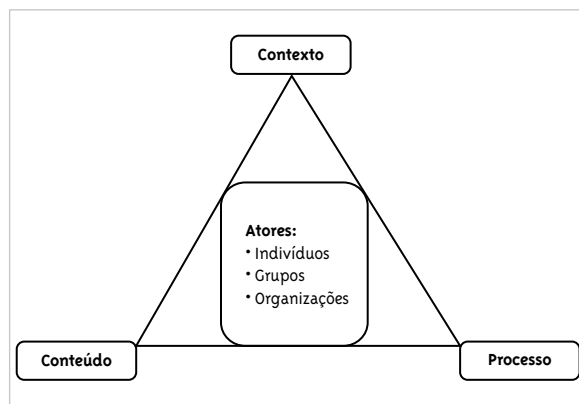 Contexto
Atores:
• Indivíduos
• Grupos
• Organizações
Conteúdo
Processo